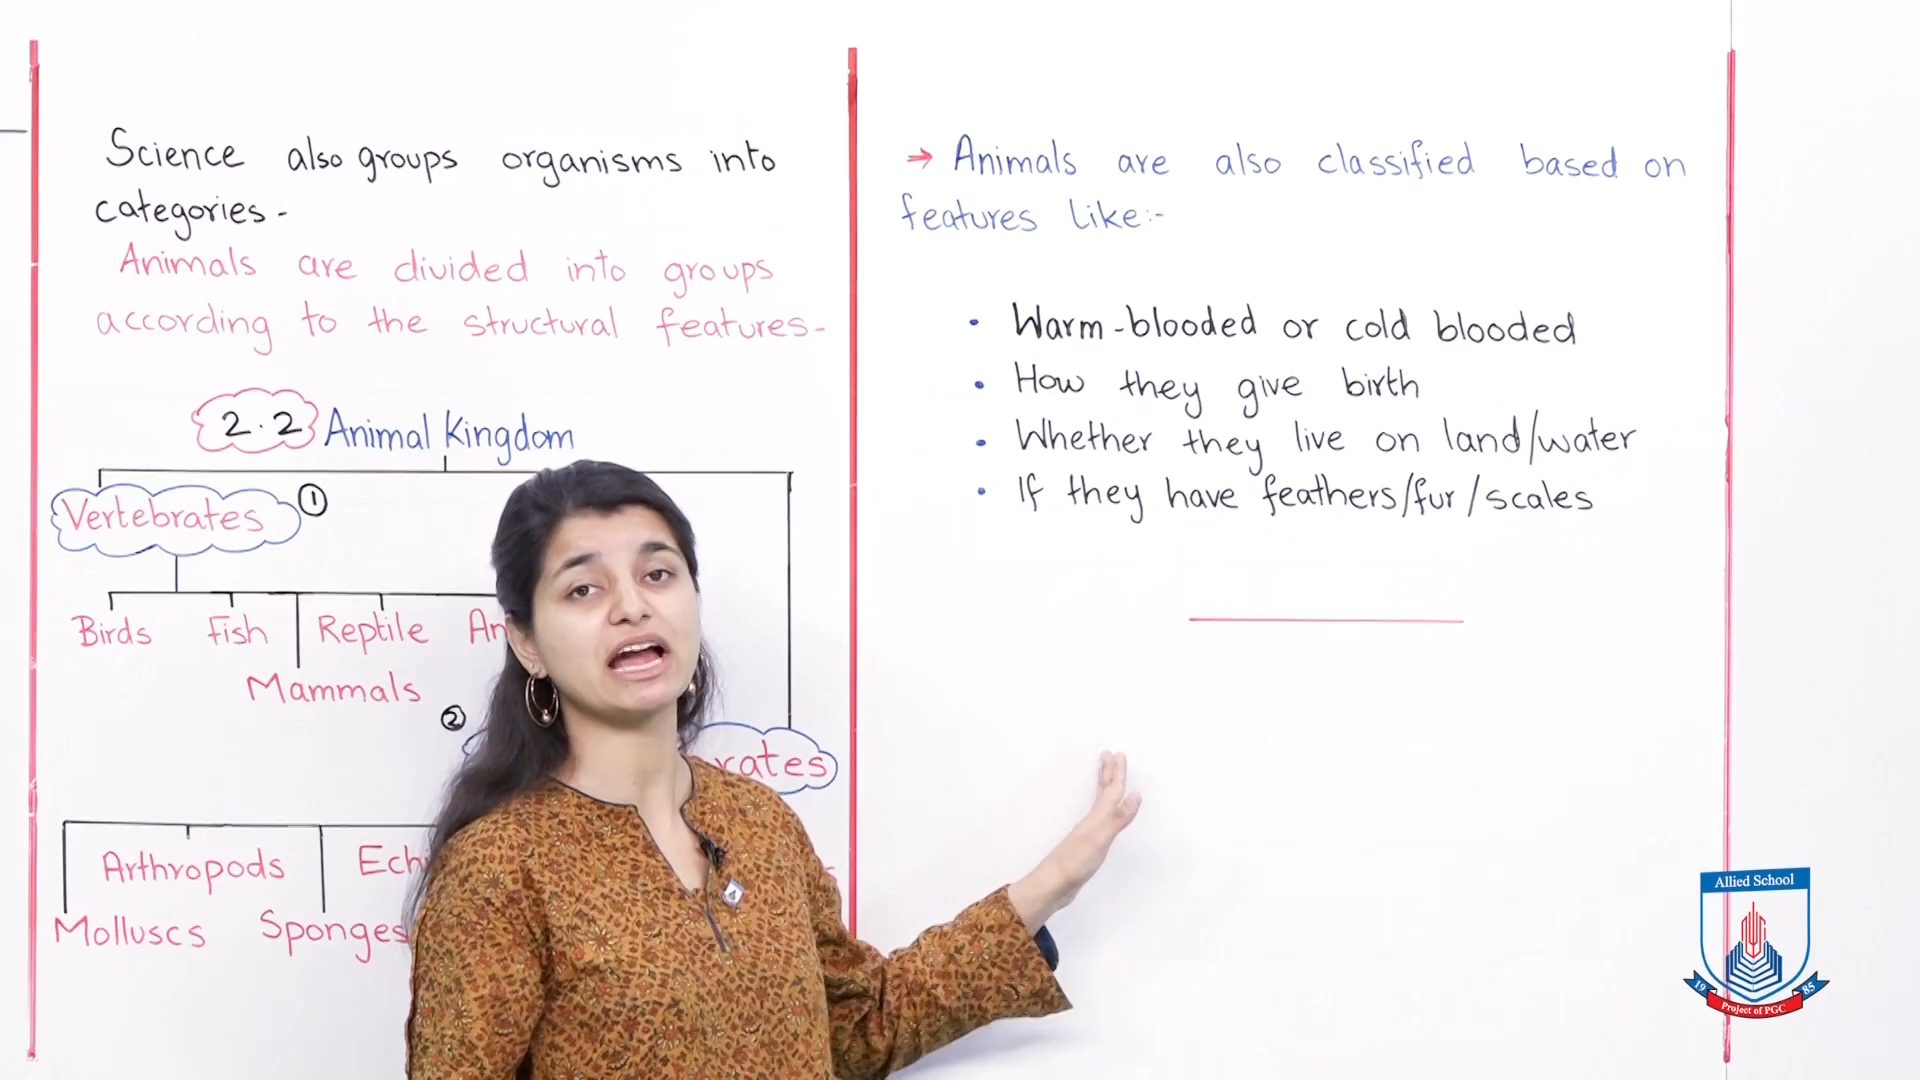 Science also groups organisms into
categories -
Animals are divided into groups
according to the structural features -
2.2 Animal Kingdom
Vertebrates ①
Birds Fish Reptile
Mammals
②
Arthropods
Molluscs Sponges
→ Animals are also classified based on
features like:-
• Warm-blooded or cold blooded
• How they give birth
• Whether they live on land/water
• If they have feathers/fur/scales
Allied School
19 85
Project of PGC